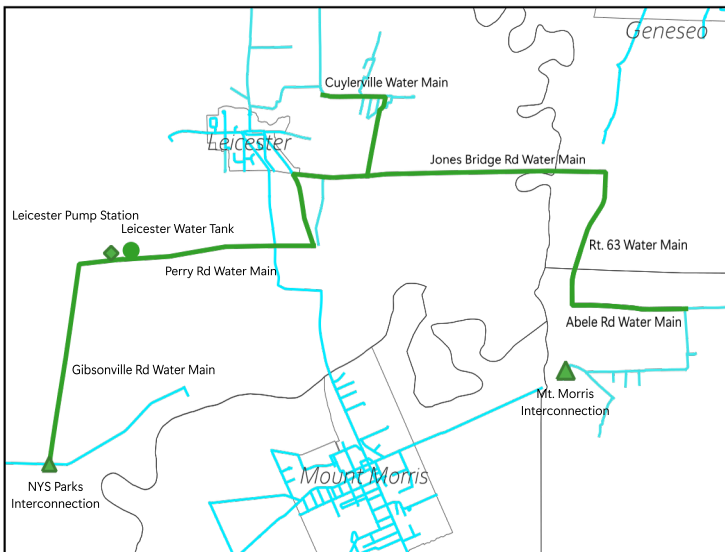 Geneseo
Cuylerville Water Main
Leicester
Jones Bridge Rd Water Main
Leicester Pump Station
Leicester Water Tank
Rt. 63 Water Main
Perry Rd Water Main
Abele Rd Water Main
Gibsonville Rd Water Main
Mt. Morris
Interconnection
Mount Morris
NYS Parks
Interconnection